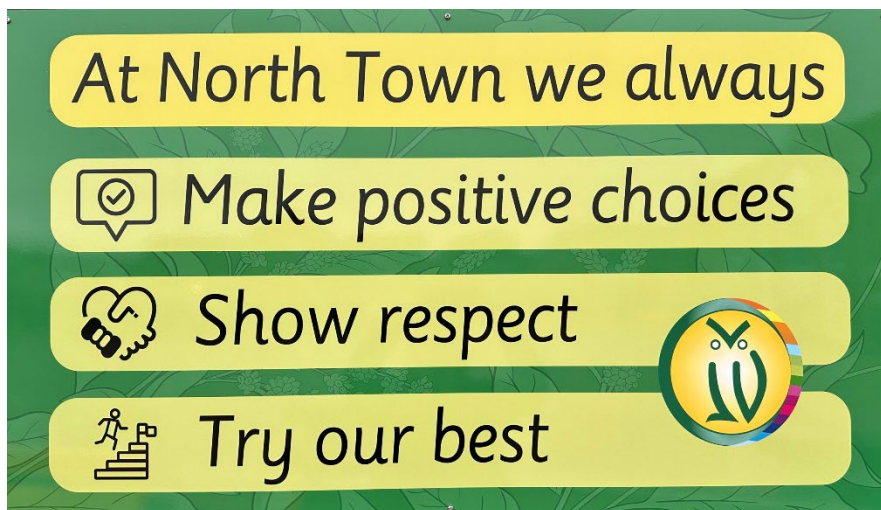 At North Town we always
Make positive choices
Show respect
Try our best